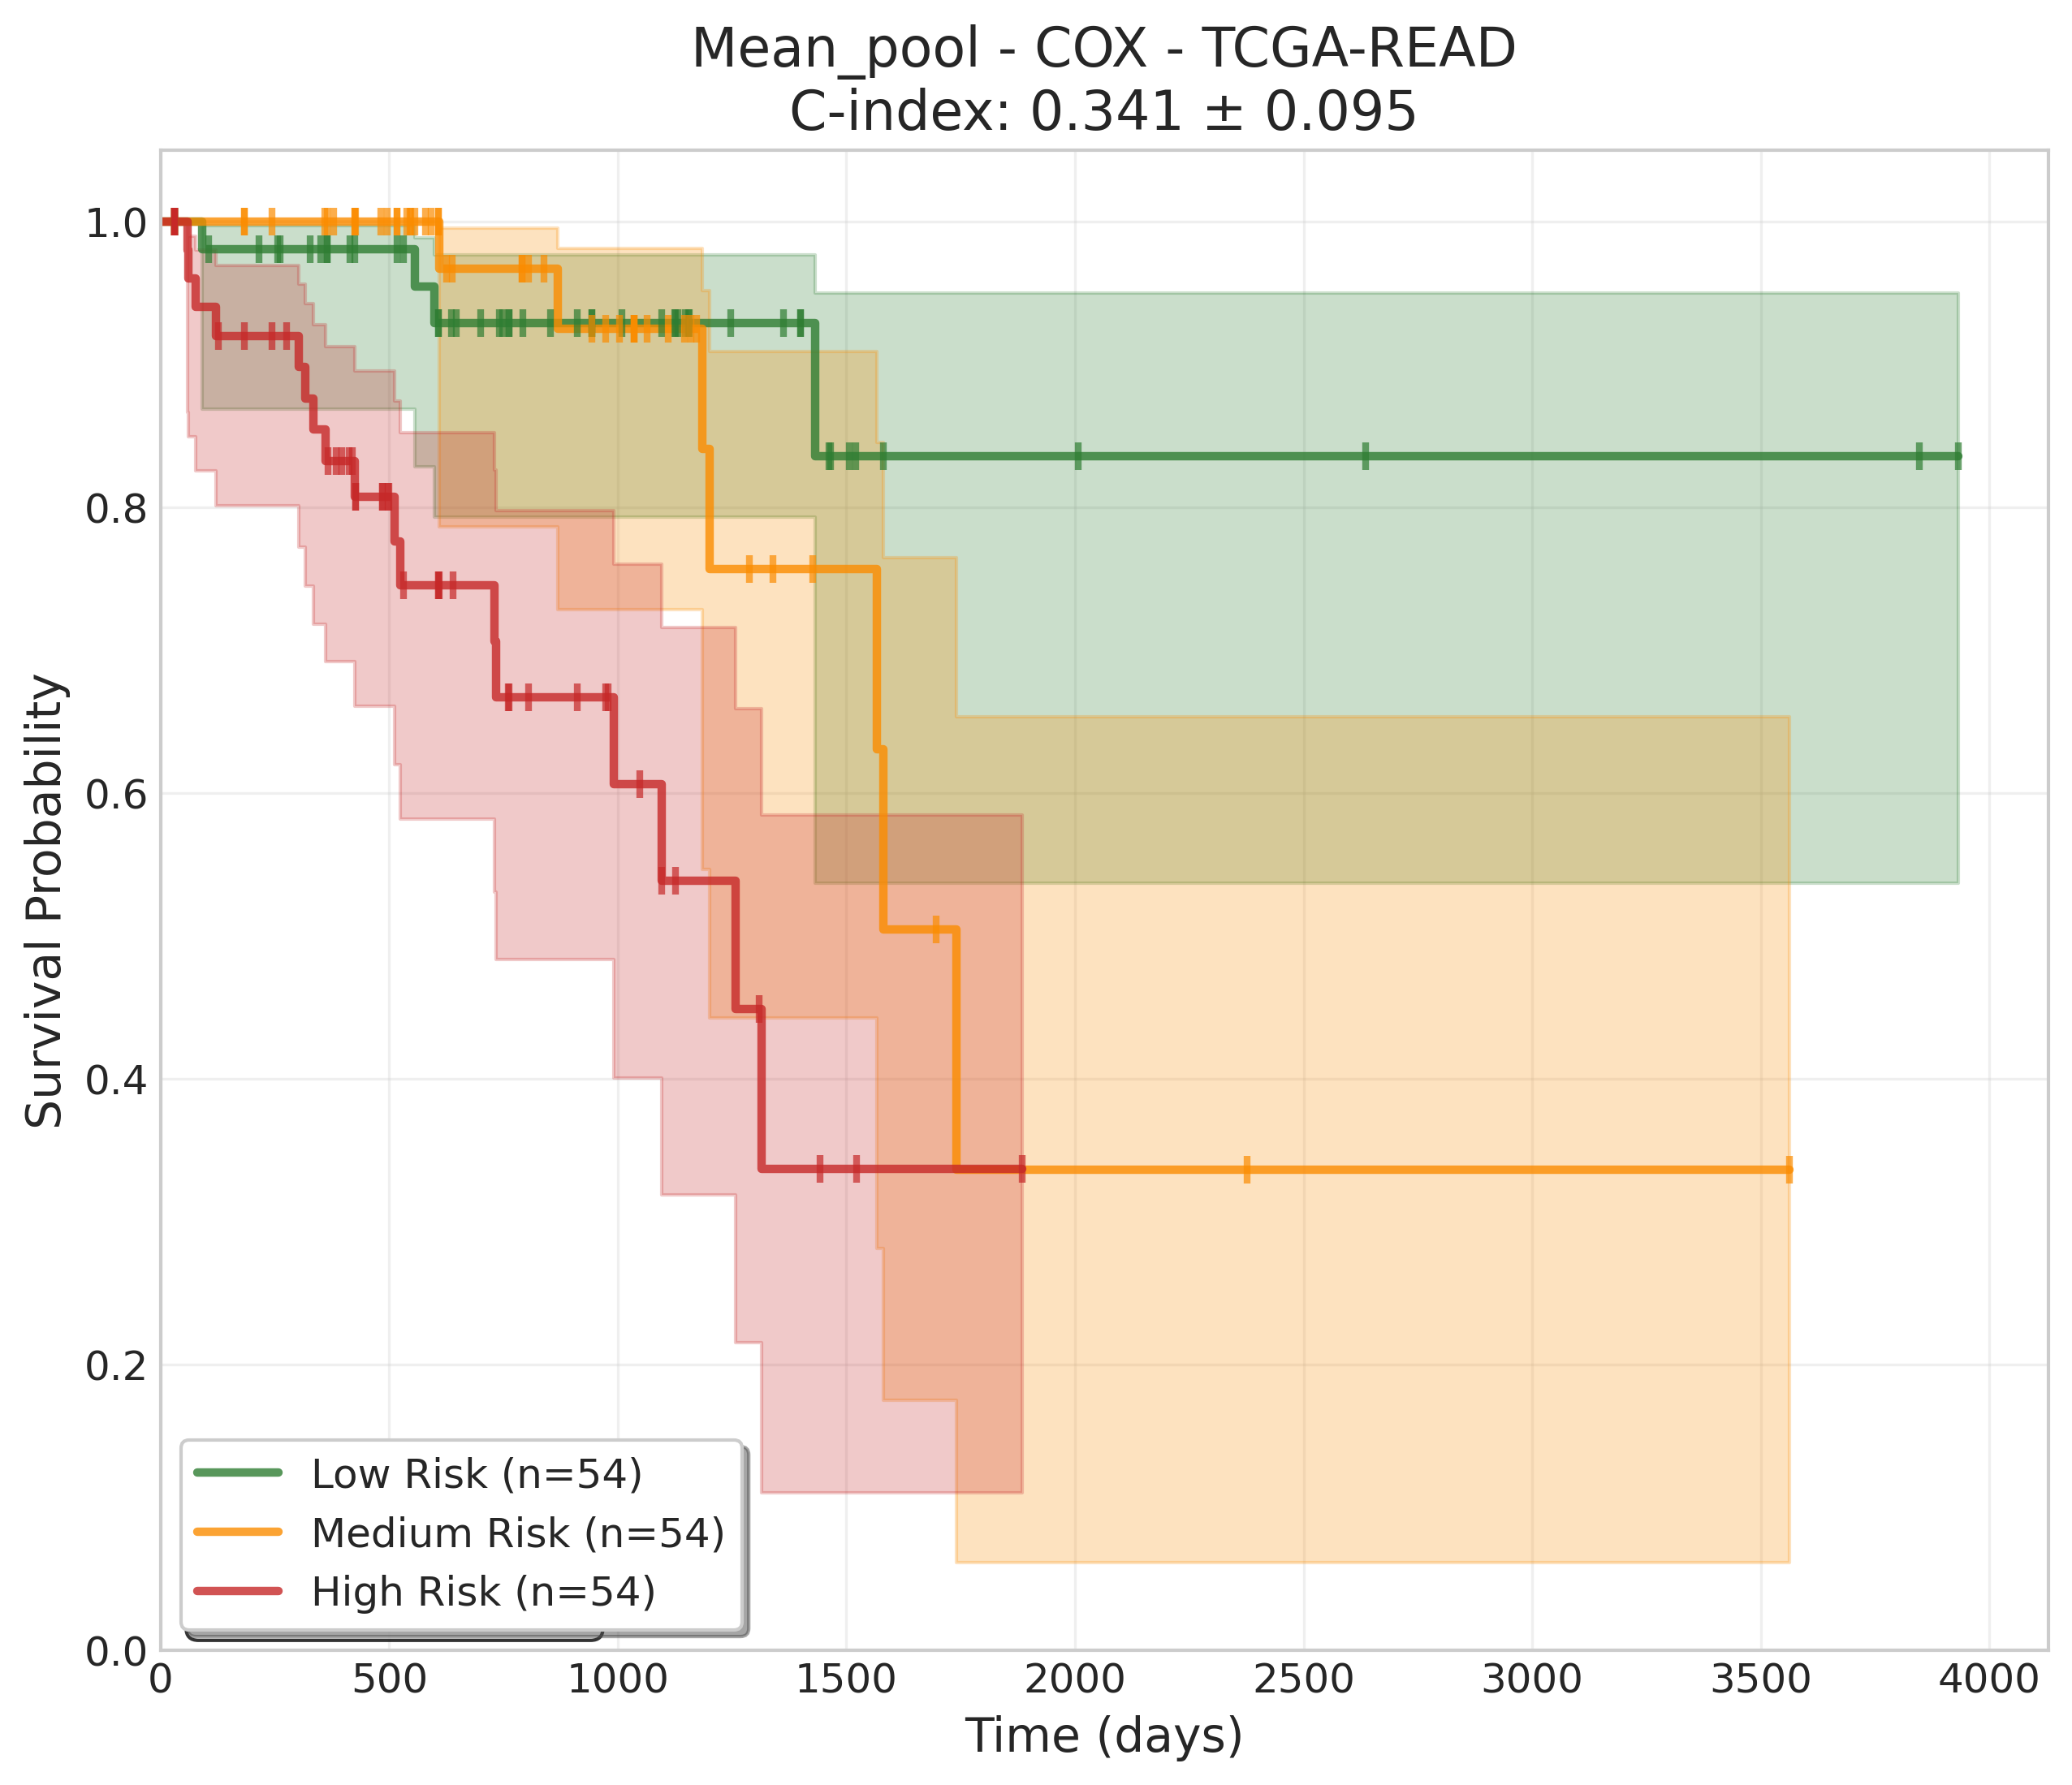 Mean_pool - COX - TCGA-READ
C-index: 0.341 ± 0.095
Survival Probability
1.0
0.8
0.6
0.4
0.2
0.0
Low Risk (n=54)
Medium Risk (n=54)
High Risk (n=54)
0 500 1000 1500 2000 2500 3000 3500 4000
Time (days)